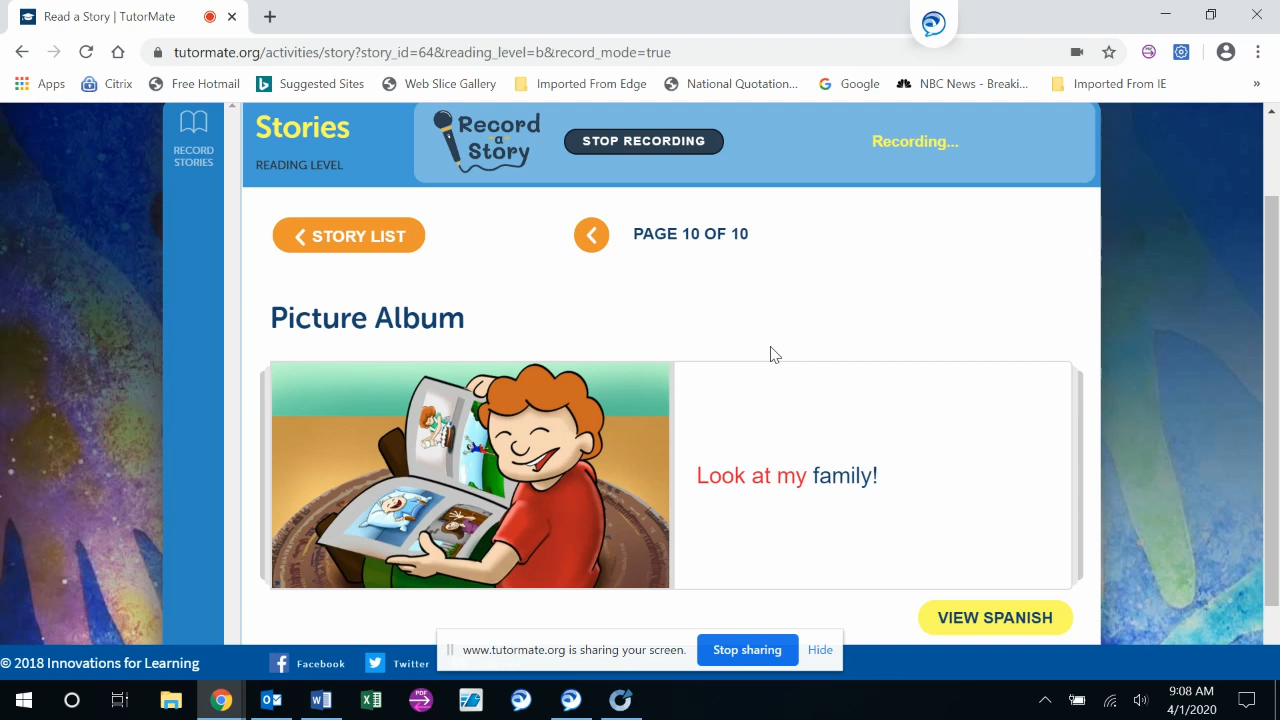 Read a Story | TutorMate
tutormate.org/activities/story?story_id=64&reading_level=b&record_mode=true
Apps Citrix Free Hotmail Suggested Sites Web Slice Gallery Imported From Edge National Quotation... Google NBC News - Breaki... Imported From IE »
RECORD
STORIES
Stories
READING LEVEL
Record
a
Story
STOP RECORDING
Recording...
STORY LIST
PAGE 10 OF 10
Picture Album
Look at my family!
VIEW SPANISH
www.tutormate.org is sharing your screen. Stop sharing Hide
© 2018 Innovations for Learning Facebook Twitter
9:08 AM
4/1/2020